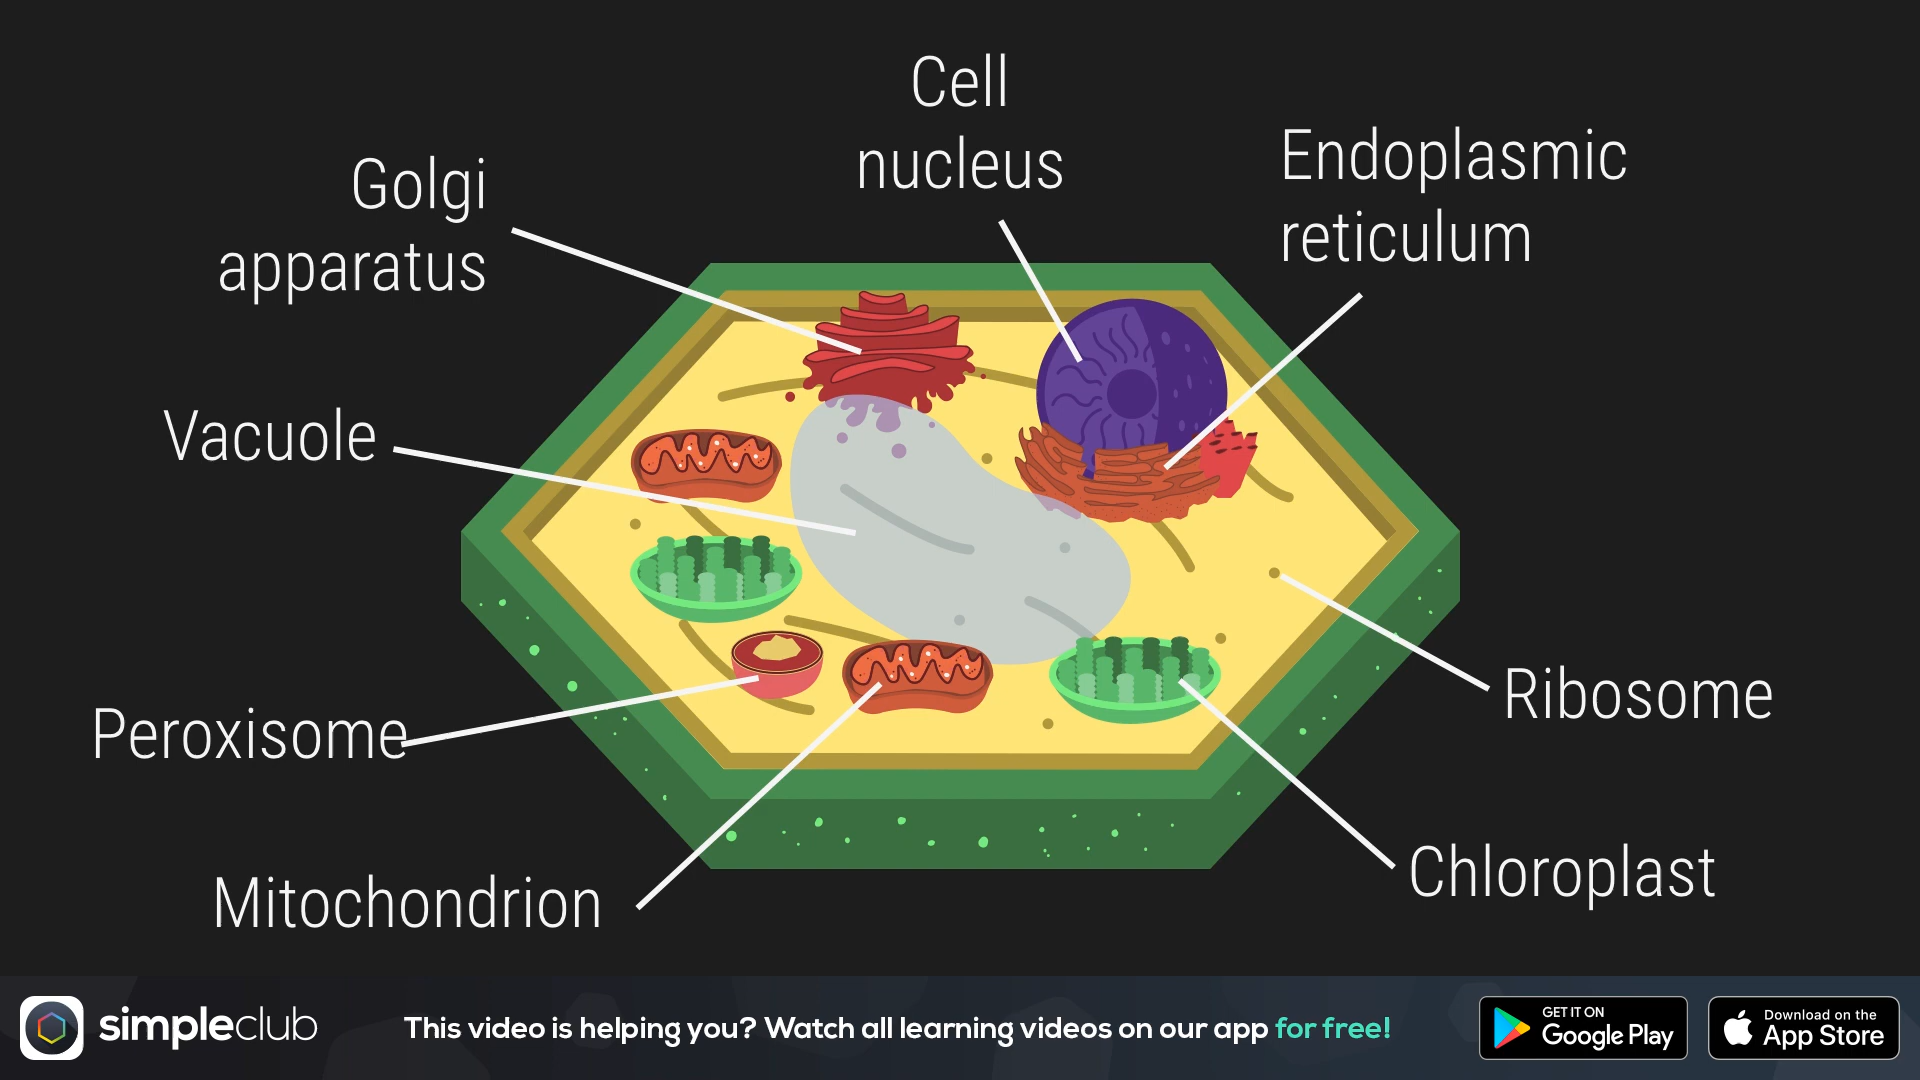 Cell
nucleus
Golgi
apparatus
Endoplasmic
reticulum
Vacuole
Ribosome
Peroxisome
Chloroplast
Mitochondrion
simpleclub
This video is helping you? Watch all learning videos on our app for free!
GET IT ON
Google Play
Download on the
App Store